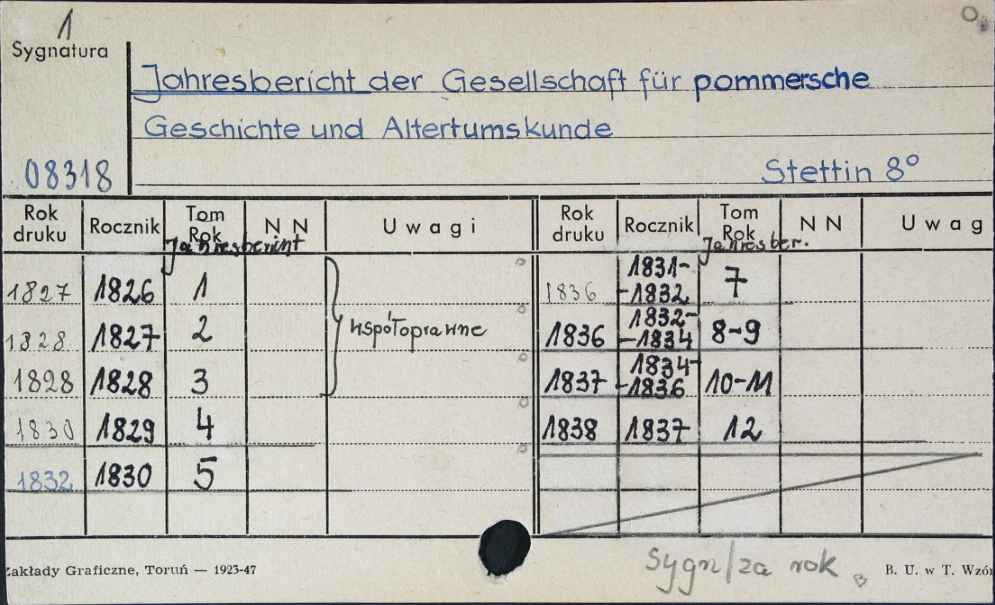 1
Sygnatura
Jahresbericht der Gesellschaft für pommersche
Geschichte und Altertumskunde
08318
Stettin 8º
Rok druku Rocznik Tom Rok N N Uwagi
Jahresbericht
1827 1826 1
1828 1827 2
1828 1828 3
współoprawne
1830 1829 4
1832 1830 5
Rok druku Rocznik Tom Rok N N Uwag
Jahresber.
1836 1831-
-1832 7
1836 1832-
-1834 8-9
1837 1834-
-1836 10-11
1838 1837 12
Sygn/za rok
Zakłady Graficzne, Toruń — 1923-47
B. U. w T. Wzór